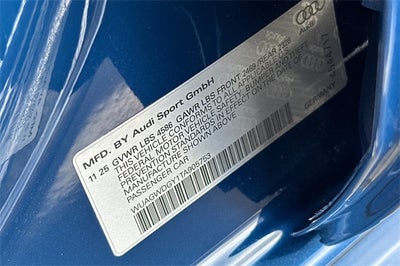 MFD. BY Audi Sport GmbH
11 25 GVWR LBS 4586 GAWR LBS FRONT 2469 REAR
THIS VEHICLE CONFORMS TO ALL APPLICABLE
FEDERAL MOTOR VEHICLE SAFETY, BUMPER, AND
THEFT PREVENTION STANDARDS IN EFFECT ON
THE DATE OF MANUFACTURE SHOWN ABOVE
PASSENGER CAR
GERMANY
Audi